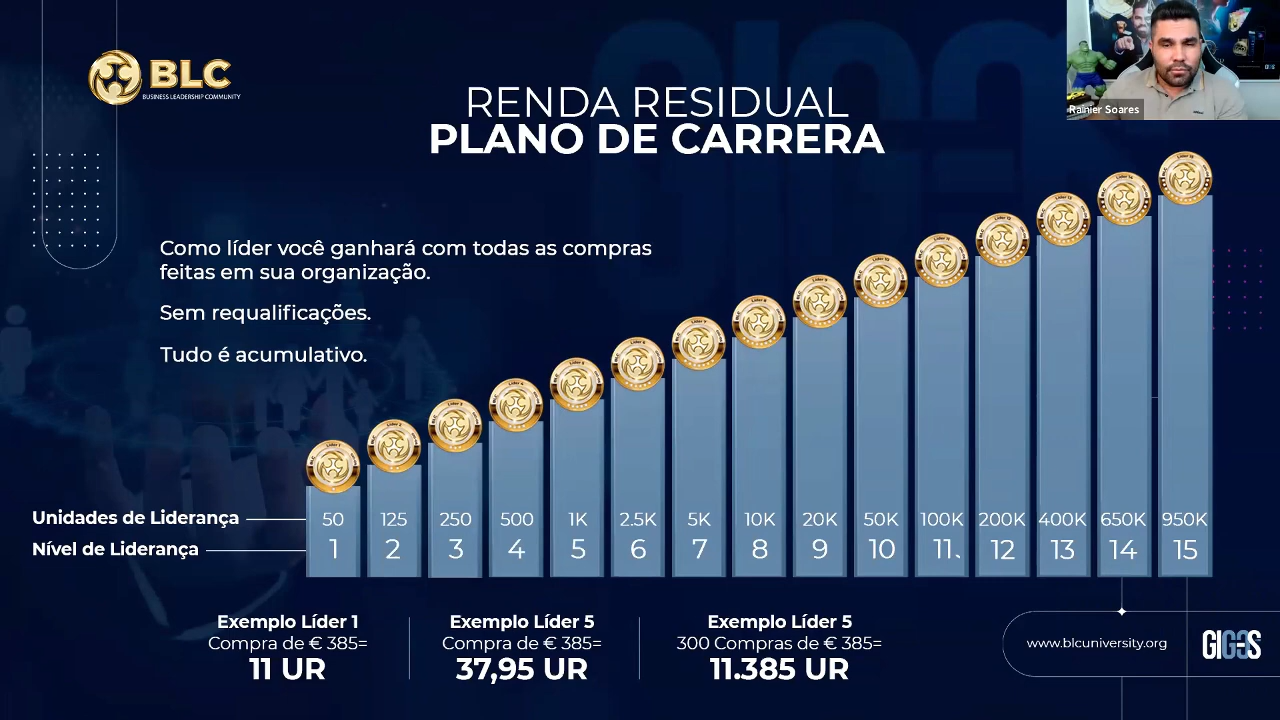 BLC
BUSINESS LEADERSHIP COMMUNITY
RENDA RESIDUAL
PLANO DE CARRERA
Rainier Soares
Como líder você ganhará com todas as compras
feitas em sua organização.
Sem requalificações.
Tudo é acumulativo.
Unidades de Liderança 50 125 250 500 1K 2.5K 5K 10K 20K 50K 100K 200K 400K 650K 950K
Nível de Liderança 1 2 3 4 5 6 7 8 9 10 11. 12 13 14 15
Exemplo Líder 1
Compra de € 385=
11 UR
Exemplo Líder 5
Compra de € 385=
37,95 UR
Exemplo Líder 5
300 Compras de € 385=
11.385 UR
www.blcuniversity.org